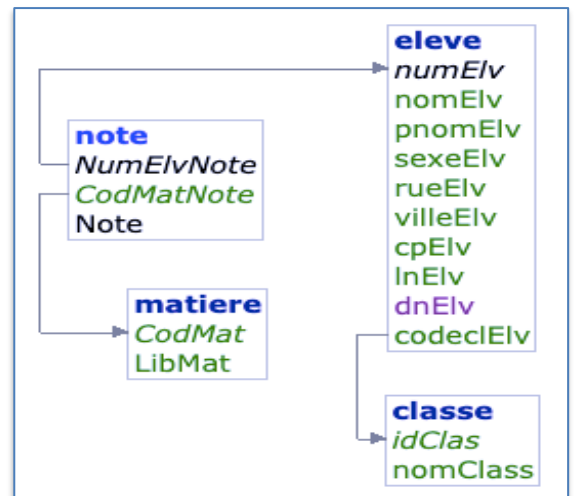 eleve
numElv
nomElv
pnomElv
sexeElv
rueElv
villeElv
cpElv
lnElv
dnElv
codeclElv
note
NumElvNote
CodMatNote
Note
matiere
CodMat
LibMat
classe
idClas
nomClass